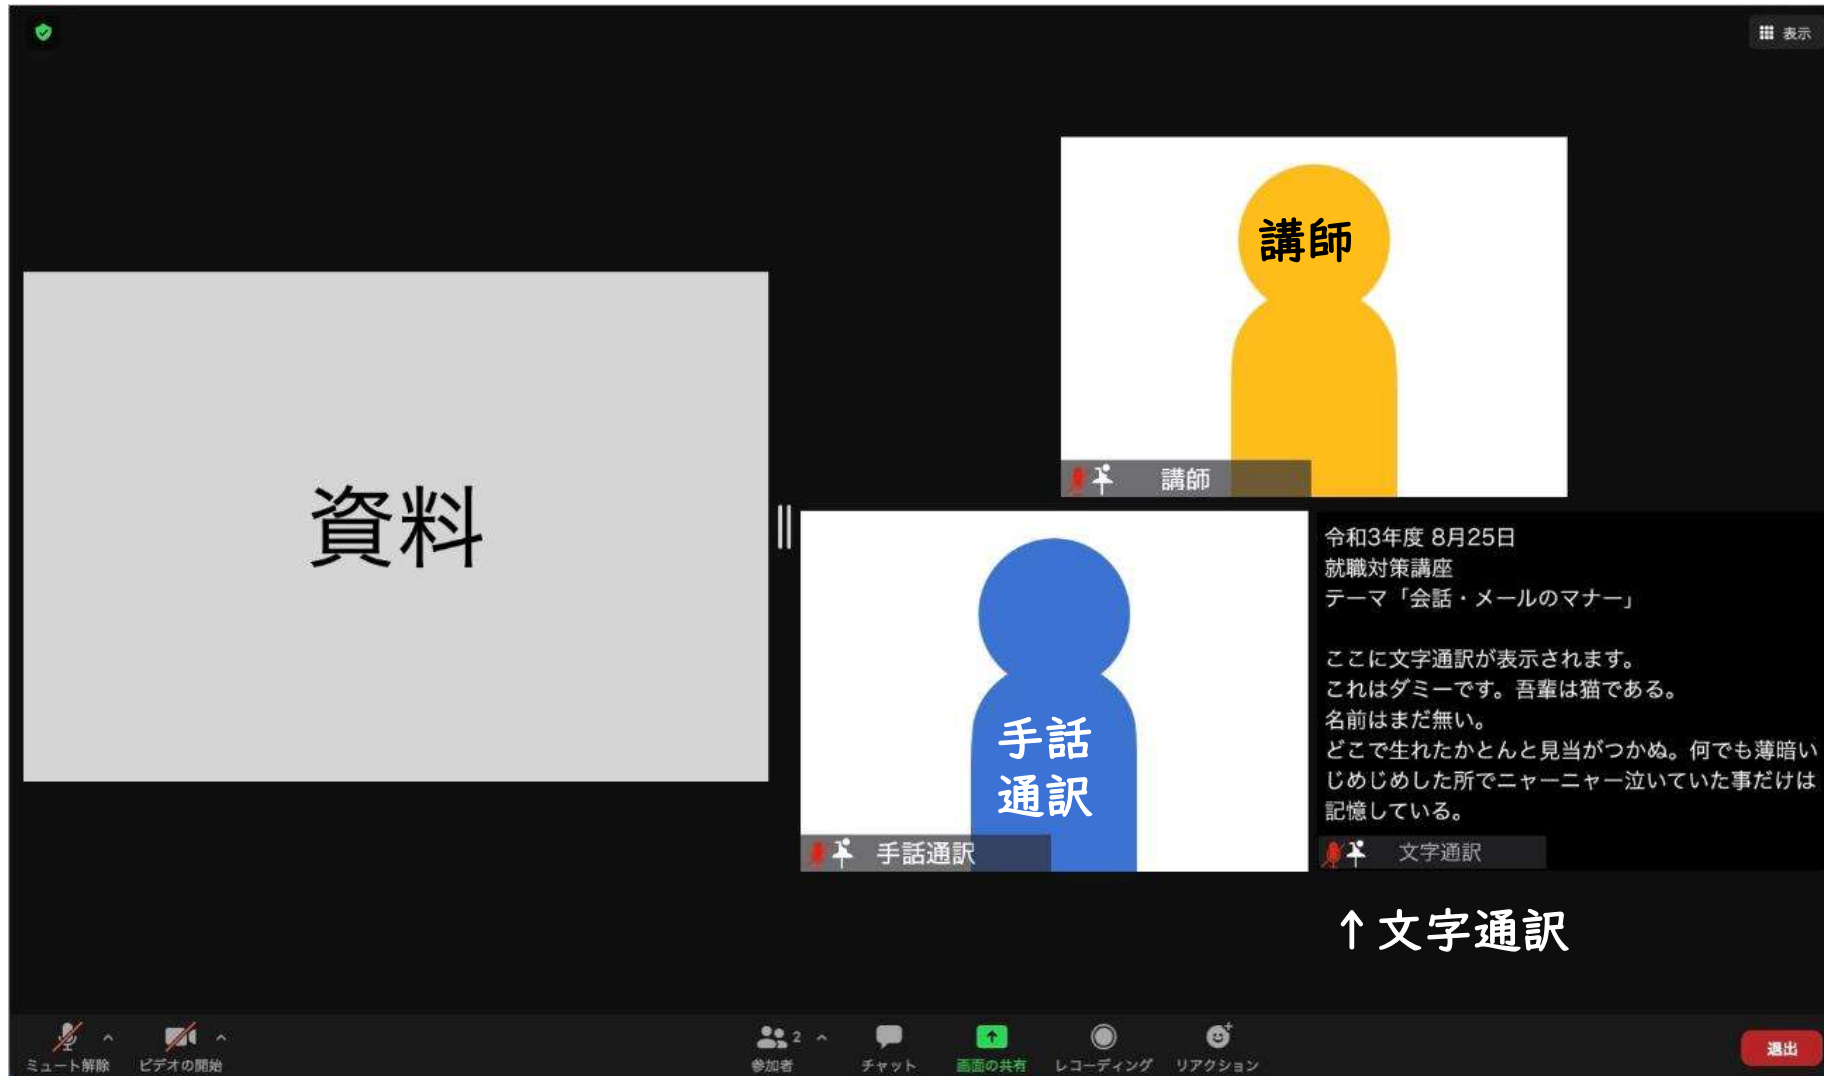 表示
資料
講師
講師
手話
通訳
手話通訳
令和3年度 8月25日
就職対策講座
テーマ「会話・メールのマナー」
ここに文字通訳が表示されます。
これはダミーです。吾輩は猫である。
名前はまだ無い。
どこで生れたかとんと見当がつかぬ。何でも薄暗い
じめじめした所でニャーニャー泣いていた事だけは
記憶している。
文字通訳
↑文字通訳
ミュート解除
ビデオの開始
2
参加者
チャット
画面の共有
レコーディング
リアクション
退出